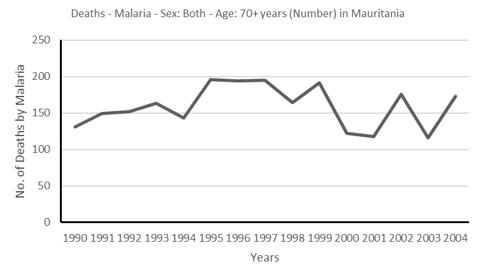 Deaths - Malaria - Sex: Both - Age: 70+ years (Number) in Mauritania
250
200
150
100
50
0
No. of Deaths by Malaria
1990 1991 1992 1993 1994 1995 1996 1997 1998 1999 2000 2001 2002 2003 2004
Years